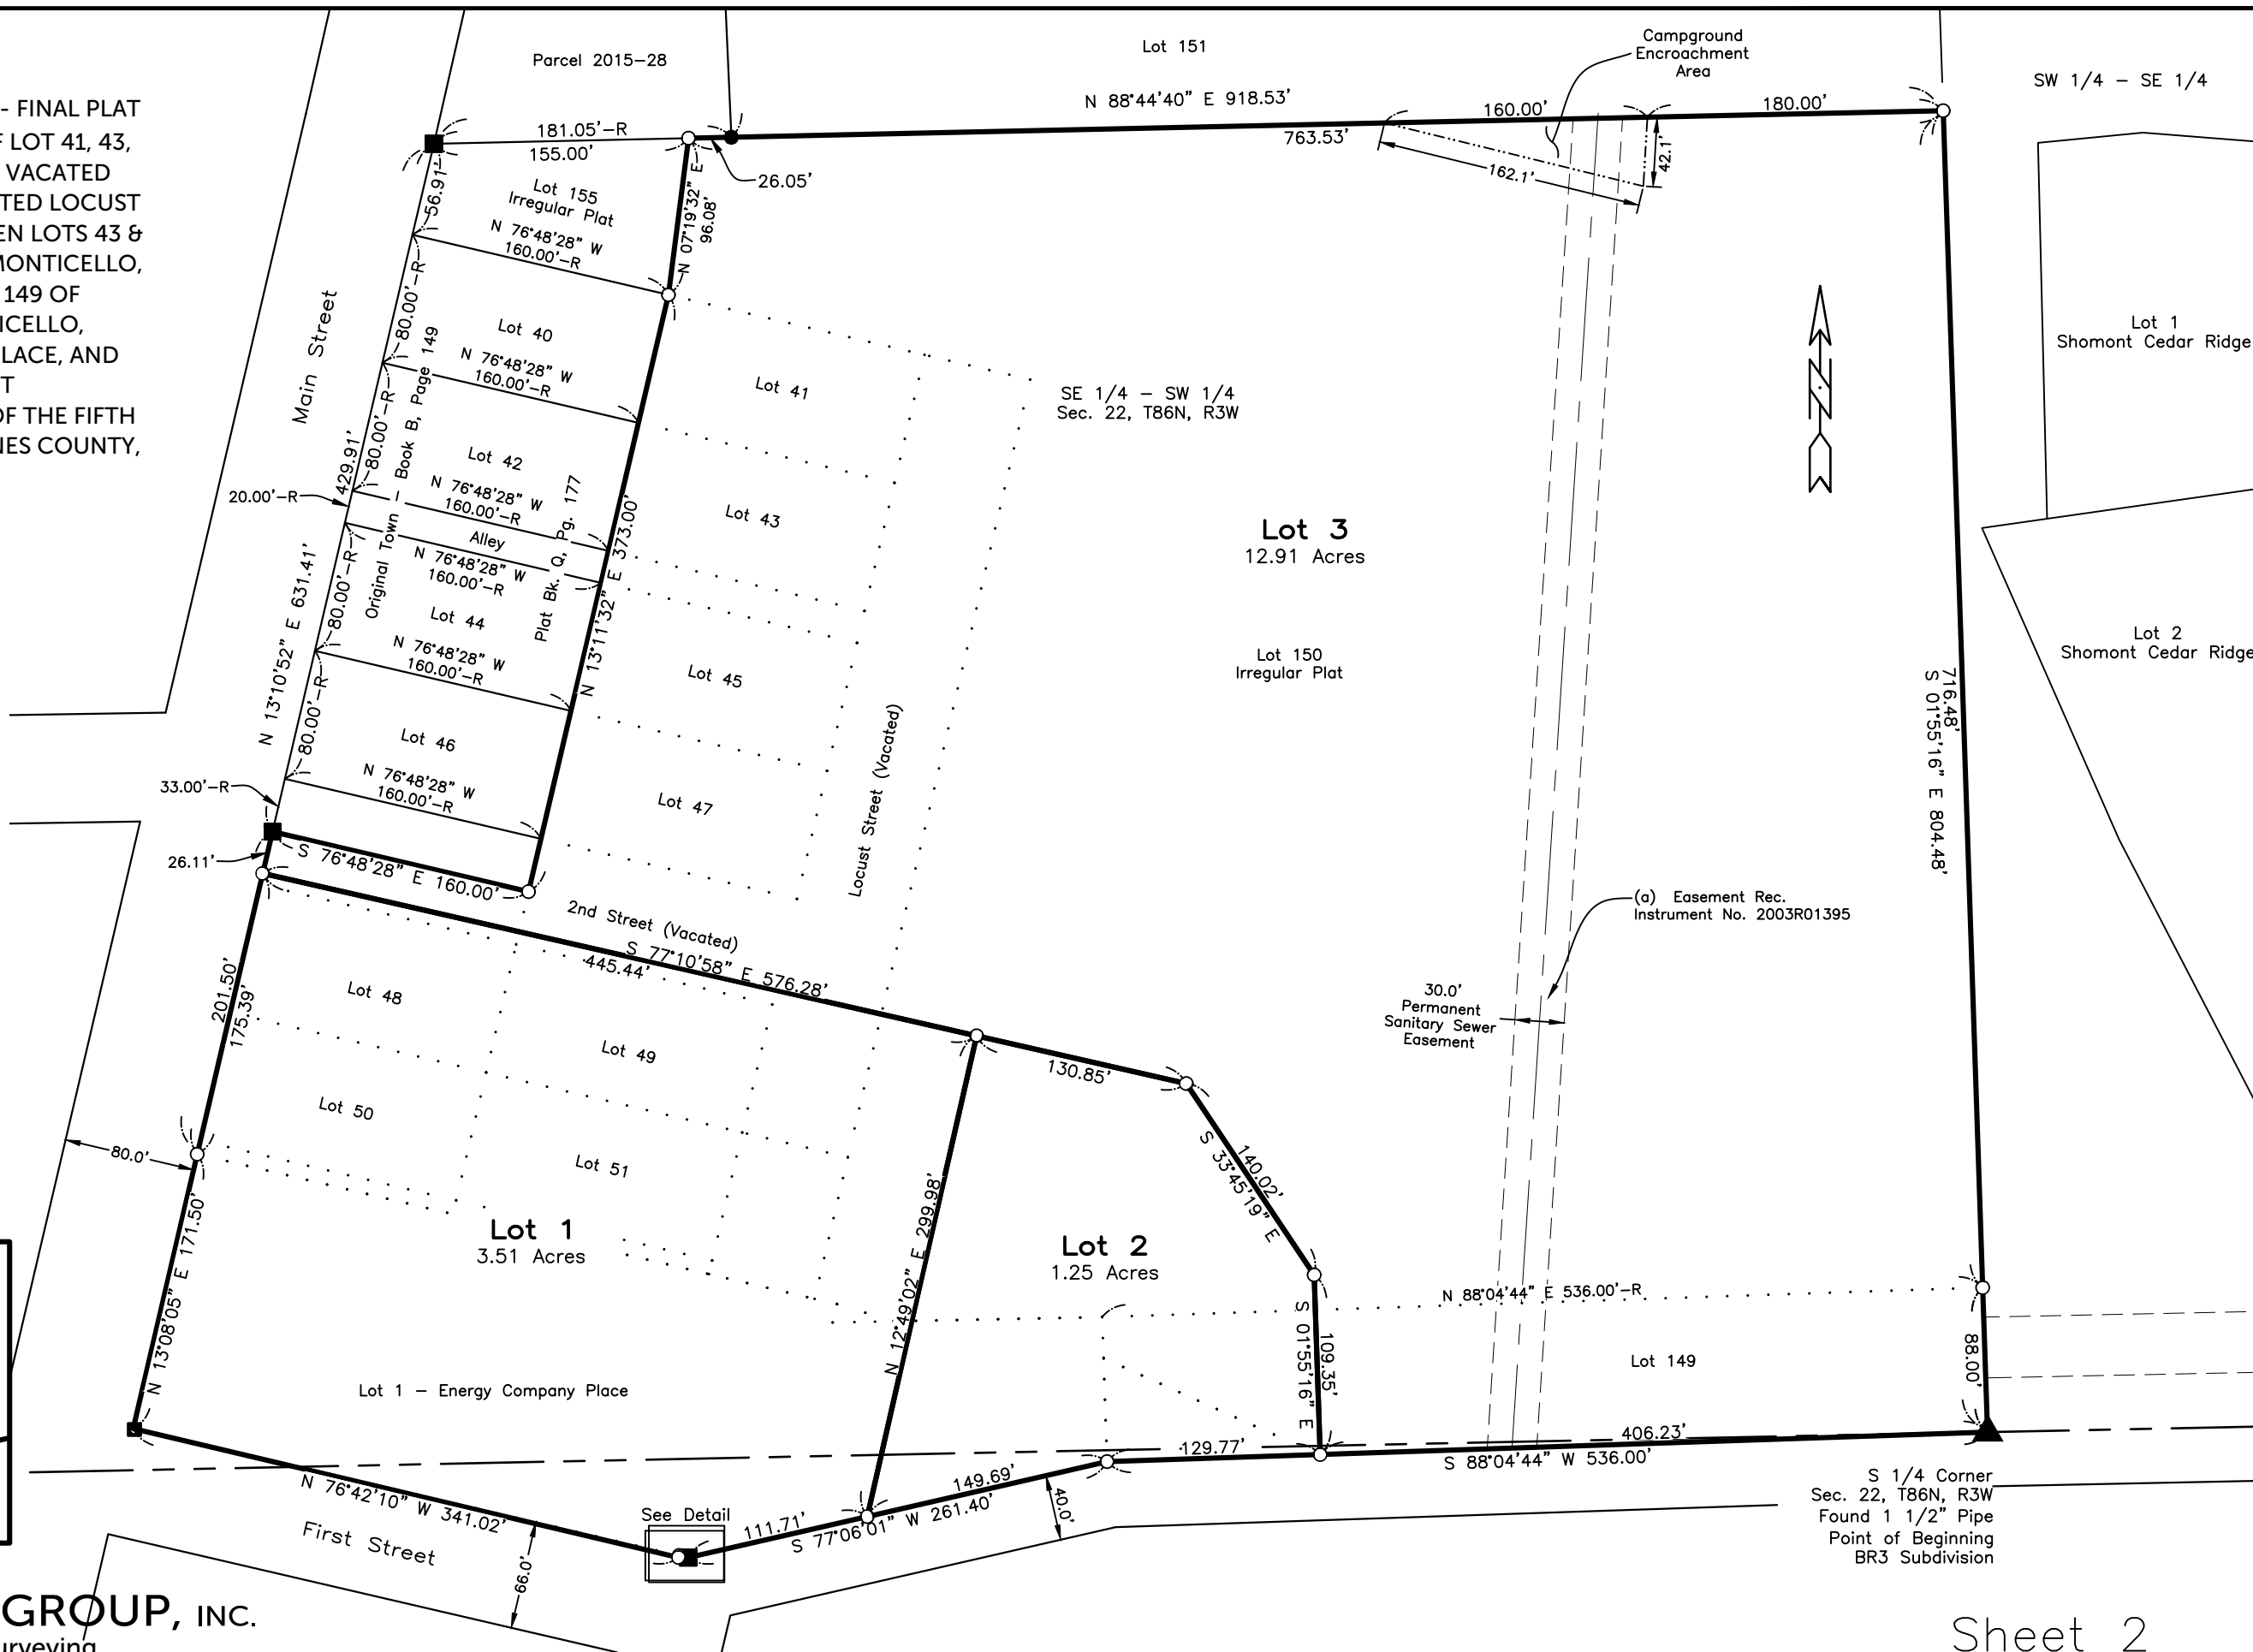 - FINAL PLAT
F LOT 41, 43,
VACATED
TED LOCUST
EN LOTS 43 &
MONTICELLO,
149 OF
ICELLO,
LACE, AND
T
OF THE FIFTH
NES COUNTY,
Parcel 2015-28
Lot 151
Campground
Encroachment
Area
SW 1/4 - SE 1/4
N 88°44'40" E 918.53'
160.00'
180.00'
181.05'-R
155.00'
763.53'
26.05'
162.1'
42.1'
56.91'
Lot 155
Irregular Plat
N 76°48'28" W
160.00'-R
N 07°19'32" E
96.08'
Main Street
80.00'-R
Lot 40
N 76°48'28" W
160.00'-R
Lot 41
SE 1/4 - SW 1/4
Sec. 22, T86N, R3W
Lot 1
Shomont Cedar Ridge
80.00'-R
Lot 42
N 76°48'28" W
160.00'-R
Lot 43
429.91'
20.00'-R
Original Town - Book B, Page 149
Plat Bk. Q, Pg. 177
Alley
N 76°48'28" W
160.00'-R
N 13°11'32" E 373.00'
Lot 3
12.91 Acres
80.00'-R
Lot 44
N 76°48'28" W
160.00'-R
Lot 45
Lot 150
Irregular Plat
Lot 2
Shomont Cedar Ridge
N 13°10'52" E 631.41'
80.00'-R
Lot 46
N 76°48'28" W
160.00'-R
Lot 47
Locust Street (Vacated)
716.48'
S 01°55'16" E 804.48'
33.00'-R
26.11'
S 76°48'28" E 160.00'
2nd Street (Vacated)
S 77°10'58" E 576.28'
445.44'
(a) Easement Rec.
Instrument No. 2003R01395
201.50'
175.39'
Lot 48
Lot 49
30.0'
Permanent
Sanitary Sewer
Easement
130.85'
Lot 50
Lot 51
80.0'
140.02'
S 33°45'19" E
N 13°08'05" E 171.50'
Lot 1
3.51 Acres
N 12°49'02" E 299.98'
Lot 2
1.25 Acres
N 88°04'44" E 536.00'-R
S 01°55'16" E
109.35'
Lot 149
88.00'
Lot 1 - Energy Company Place
129.77'
406.23'
S 88°04'44" W 536.00'
N 76°42'10" W 341.02'
149.69'
40.0'
111.71'
S 77°06'01" W 261.40'
See Detail
First Street
66.0'
S 1/4 Corner
Sec. 22, T86N, R3W
Found 1 1/2" Pipe
Point of Beginning
BR3 Subdivision
GROUP, INC.
urveying
Sheet 2